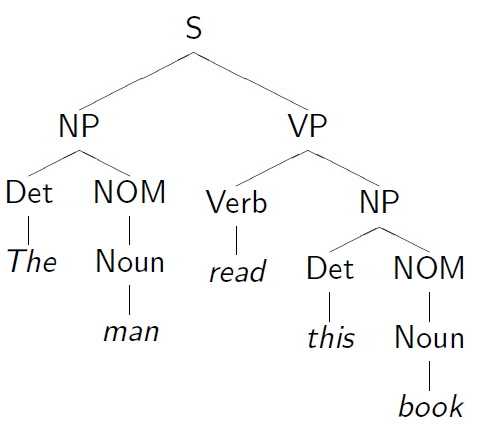 S
NP VP
Det NOM Verb NP
The Noun read Det NOM
man this Noun
book